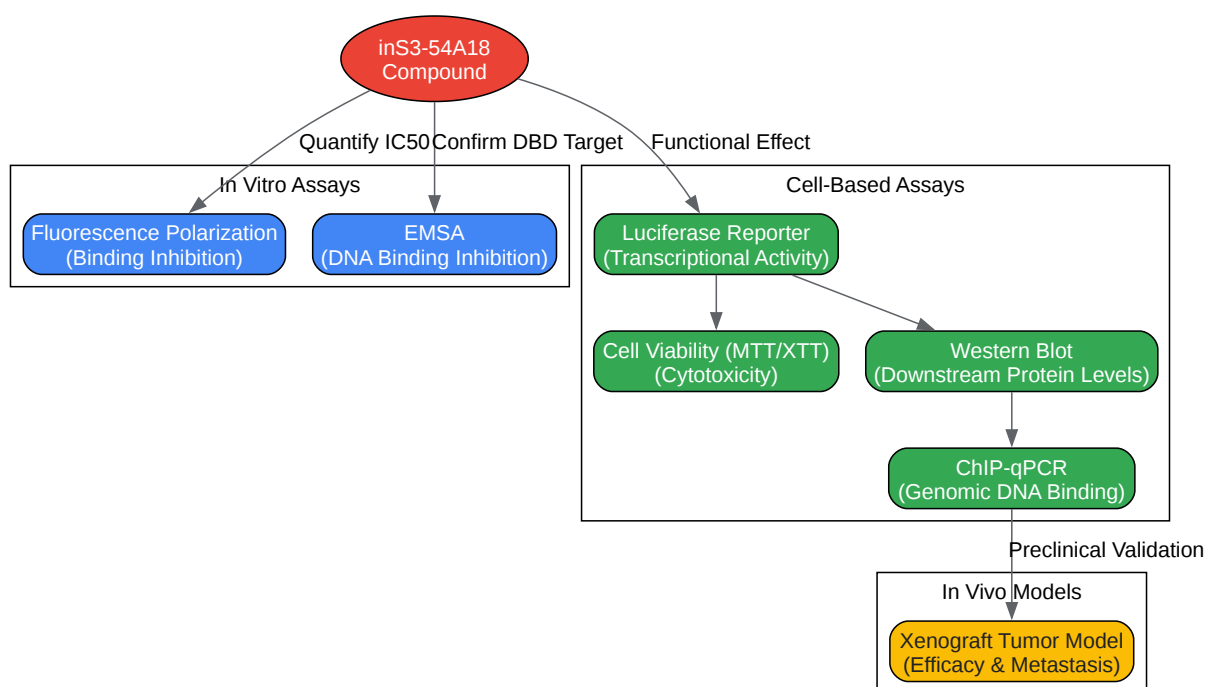 inS3-54A18
Compound
Quantify IC50
Confirm DBD Target
Functional Effect
In Vitro Assays
Cell-Based Assays
Fluorescence Polarization
(Binding Inhibition)
EMSA
(DNA Binding Inhibition)
Luciferase Reporter
(Transcriptional Activity)
Cell Viability (MTT/XTT)
(Cytotoxicity)
Western Blot
(Downstream Protein Levels)
ChIP-qPCR
(Genomic DNA Binding)
Preclinical Validation
In Vivo Models
Xenograft Tumor Model
(Efficacy & Metastasis)